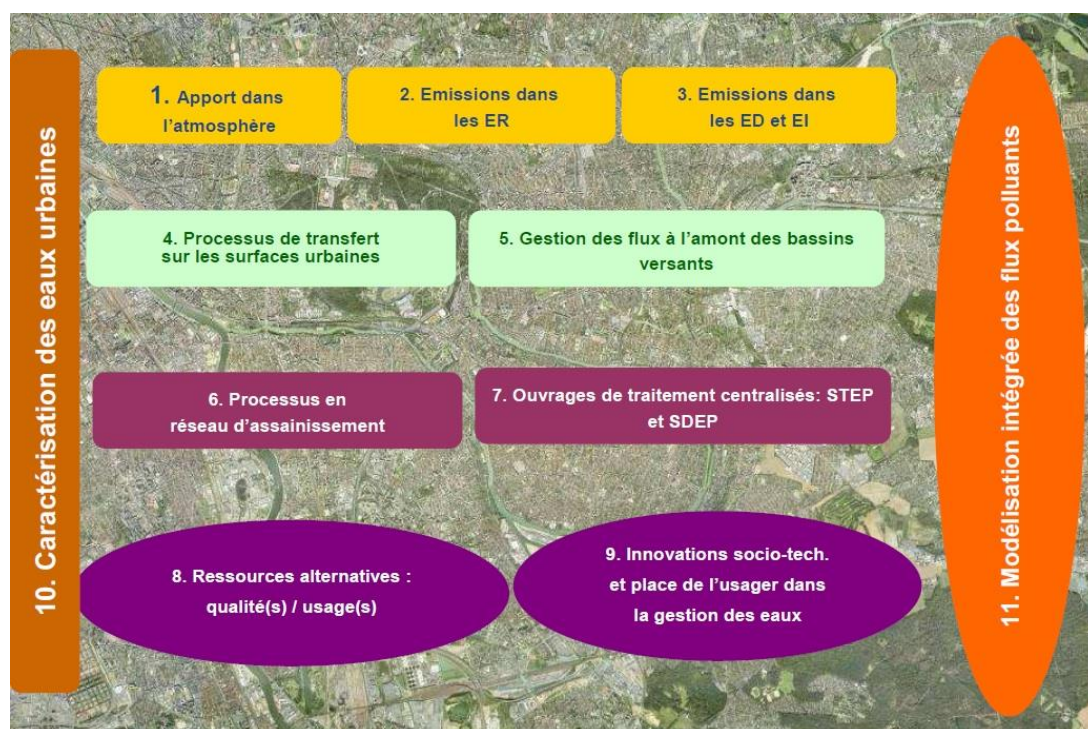 10. Caractérisation des eaux urbaines
1. Apport dans
l'atmosphère
2. Emissions dans
les ER
3. Emissions dans
les ED et EI
4. Processus de transfert
sur les surfaces urbaines
5. Gestion des flux à l'amont des bassins
versants
6. Processus en
réseau d'assainissement
7. Ouvrages de traitement centralisés: STEP
et SDEP
8. Ressources alternatives :
qualité(s) / usage(s)
9. Innovations socio-tech.
et place de l'usager dans
la gestion des eaux
11. Modélisation intégrée des flux polluants